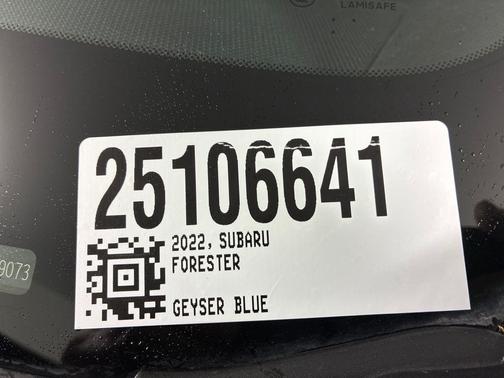 LAMISAFE
25106641
2022, SUBARU
FORESTER
GEYSER BLUE
9073